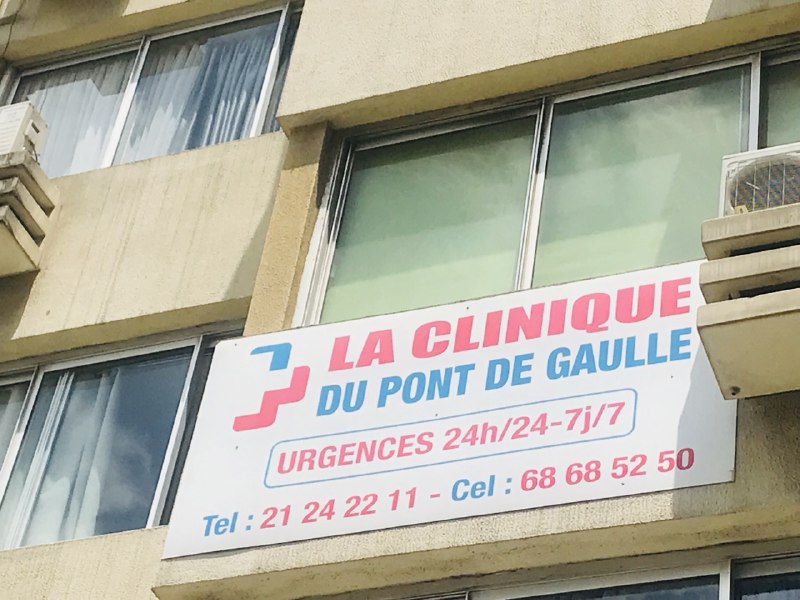 LA CLINIQUE
DU PONT DE GAULLE
URGENCES 24h/24-7j/7
Tel : 21 24 22 11 - Cel : 68 68 52 50